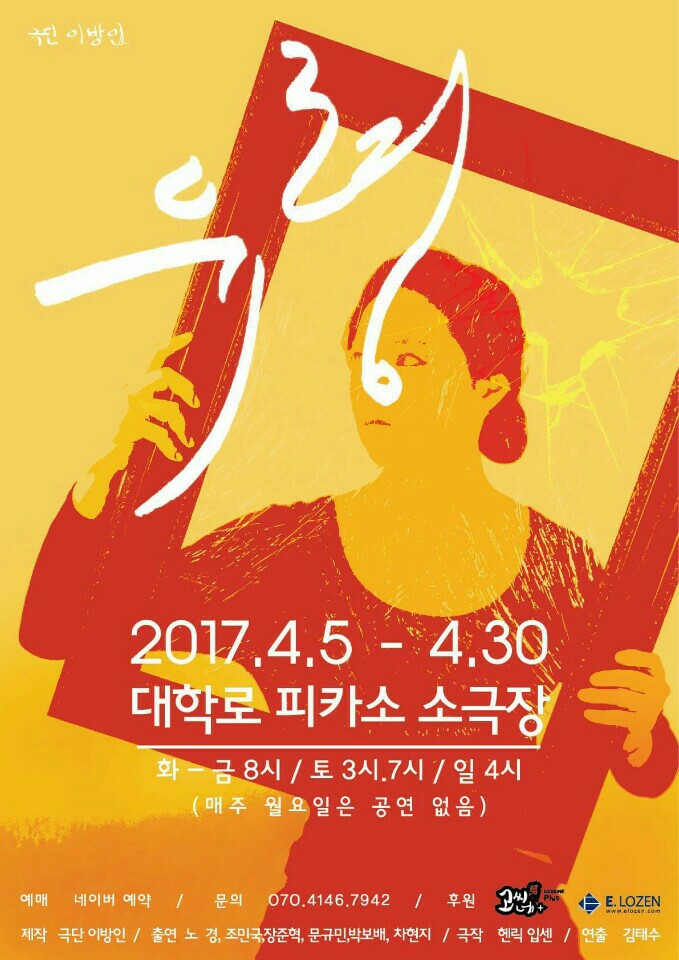 극단 이방인
유령
2017.4.5 - 4.30
대학로 피카소 소극장
화 - 금 8시 / 토 3시.7시 / 일 4시
(매주 월요일은 공연 없음)
예매 네이버 예약 / 문의 070.4146.7942 / 후원 고씨네 Plus+ E. LOZEN www.elozen.com
제작 극단 이방인 / 출연 노 경, 조민국,장준혁, 문규민,박보배, 차현지 / 극작 헨릭 입센 / 연출 김태수